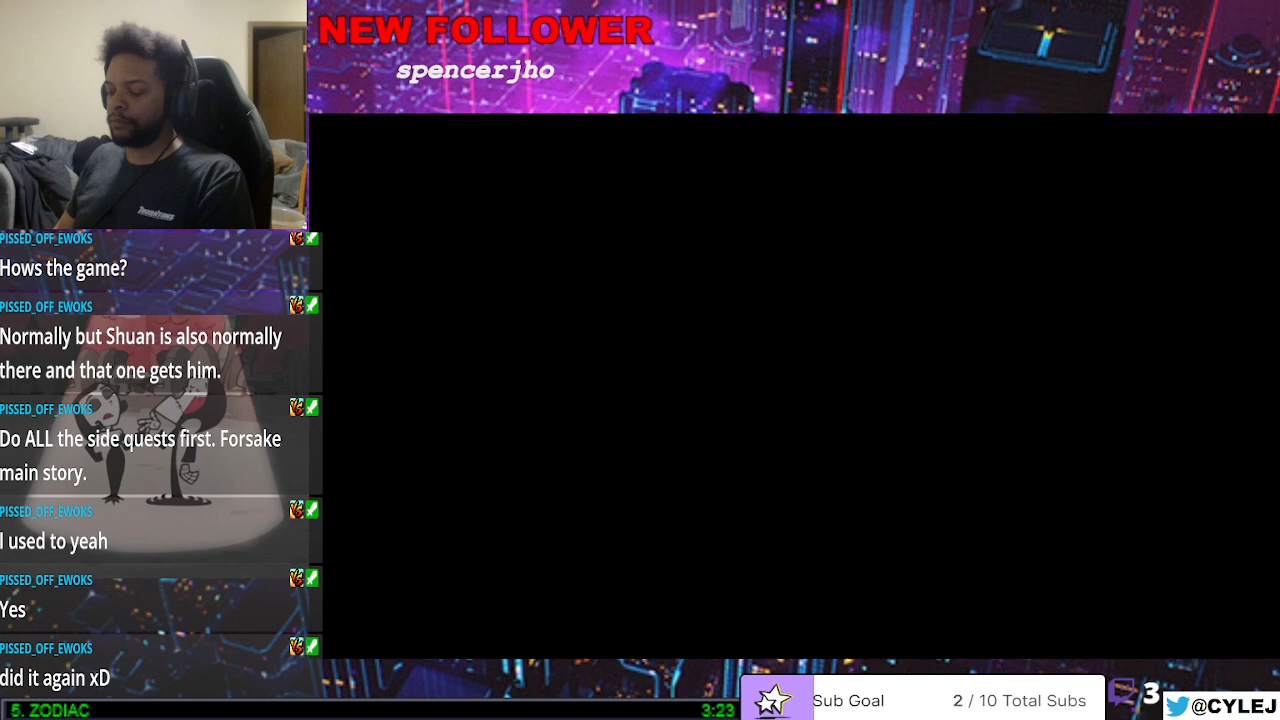 NEW FOLLOWER
spencerjho
THORNTONS
PISSED_OFF_EWOKS
Hows the game?
PISSED_OFF_EWOKS
Normally but Shuan is also normally
there and that one gets him.
PISSED_OFF_EWOKS
Do ALL the side quests first. Forsake
main story.
PISSED_OFF_EWOKS
I used to yeah
PISSED_OFF_EWOKS
Yes
PISSED_OFF_EWOKS
did it again xD
5. ZODIAC 3:23
Sub Goal 2 / 10 Total Subs
3
@CYLEJ